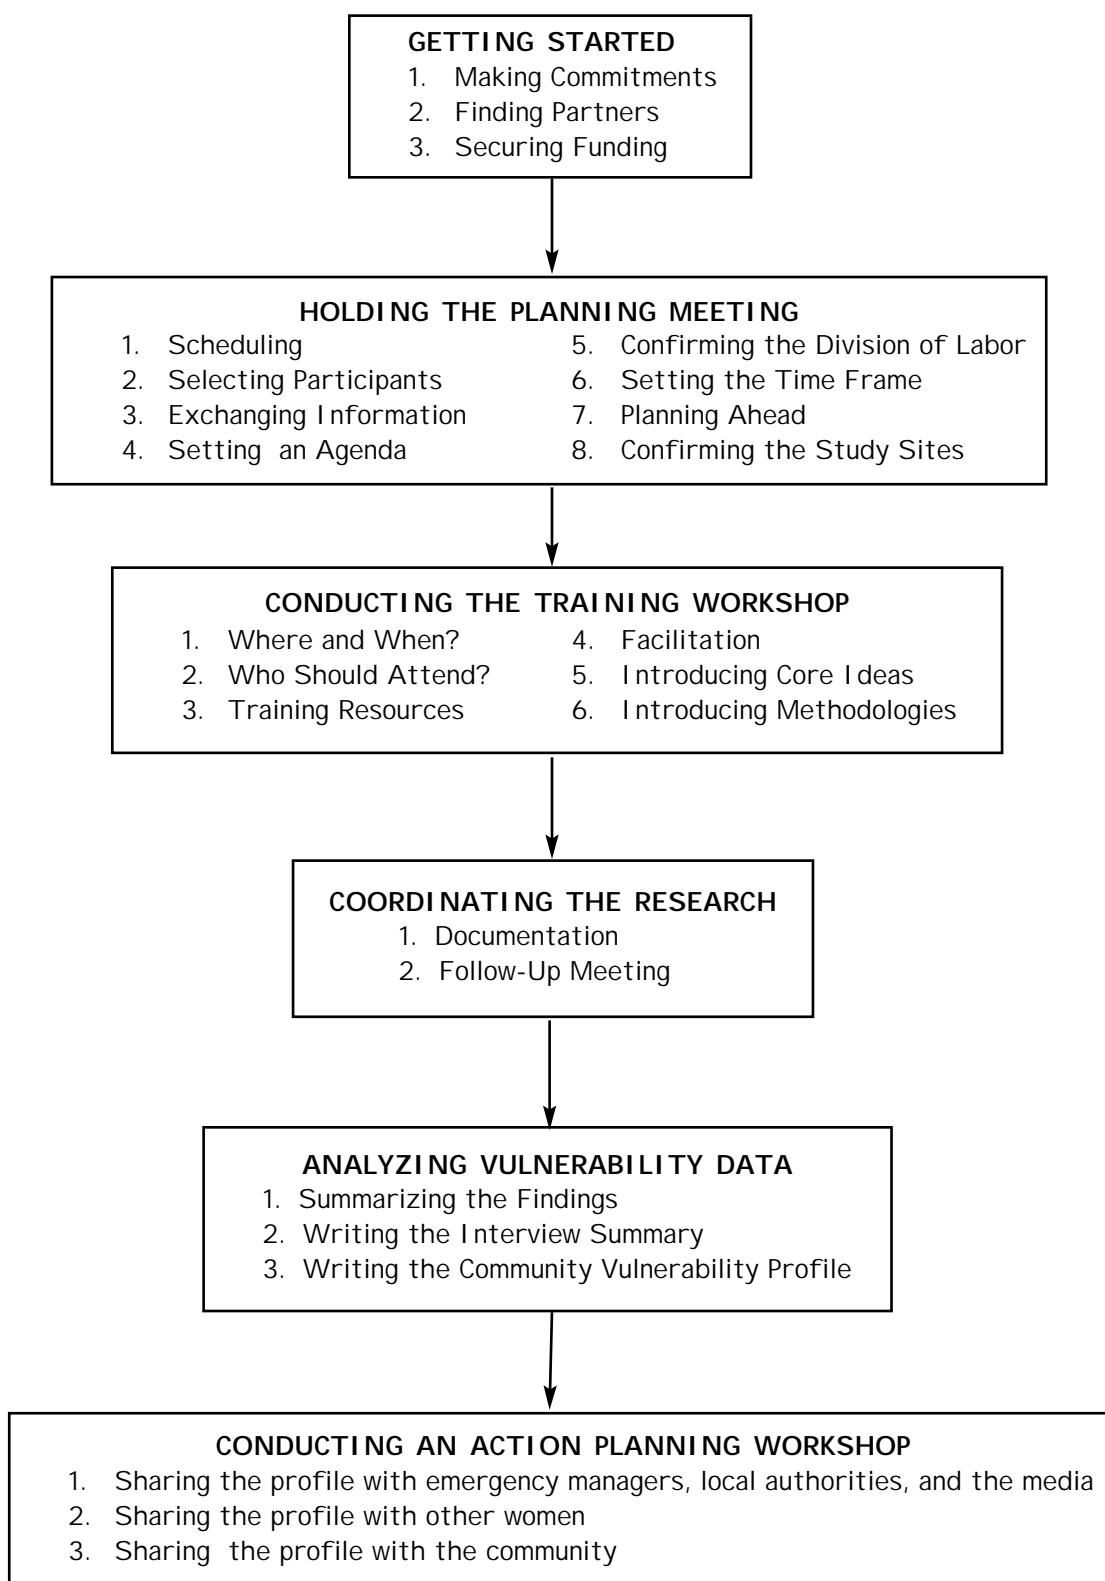 GETTING STARTED
1. Making Commitments
2. Finding Partners
3. Securing Funding
HOLDING THE PLANNING MEETING
1. Scheduling
2. Selecting Participants
3. Exchanging Information
4. Setting an Agenda
5. Confirming the Division of Labor
6. Setting the Time Frame
7. Planning Ahead
8. Confirming the Study Sites
CONDUCTING THE TRAINING WORKSHOP
1. Where and When?
2. Who Should Attend?
3. Training Resources
4. Facilitation
5. Introducing Core Ideas
6. Introducing Methodologies
COORDINATING THE RESEARCH
1. Documentation
2. Follow-Up Meeting
ANALYZING VULNERABILITY DATA
1. Summarizing the Findings
2. Writing the Interview Summary
3. Writing the Community Vulnerability Profile
CONDUCTING AN ACTION PLANNING WORKSHOP
1. Sharing the profile with emergency managers, local authorities, and the media
2. Sharing the profile with other women
3. Sharing the profile with the community